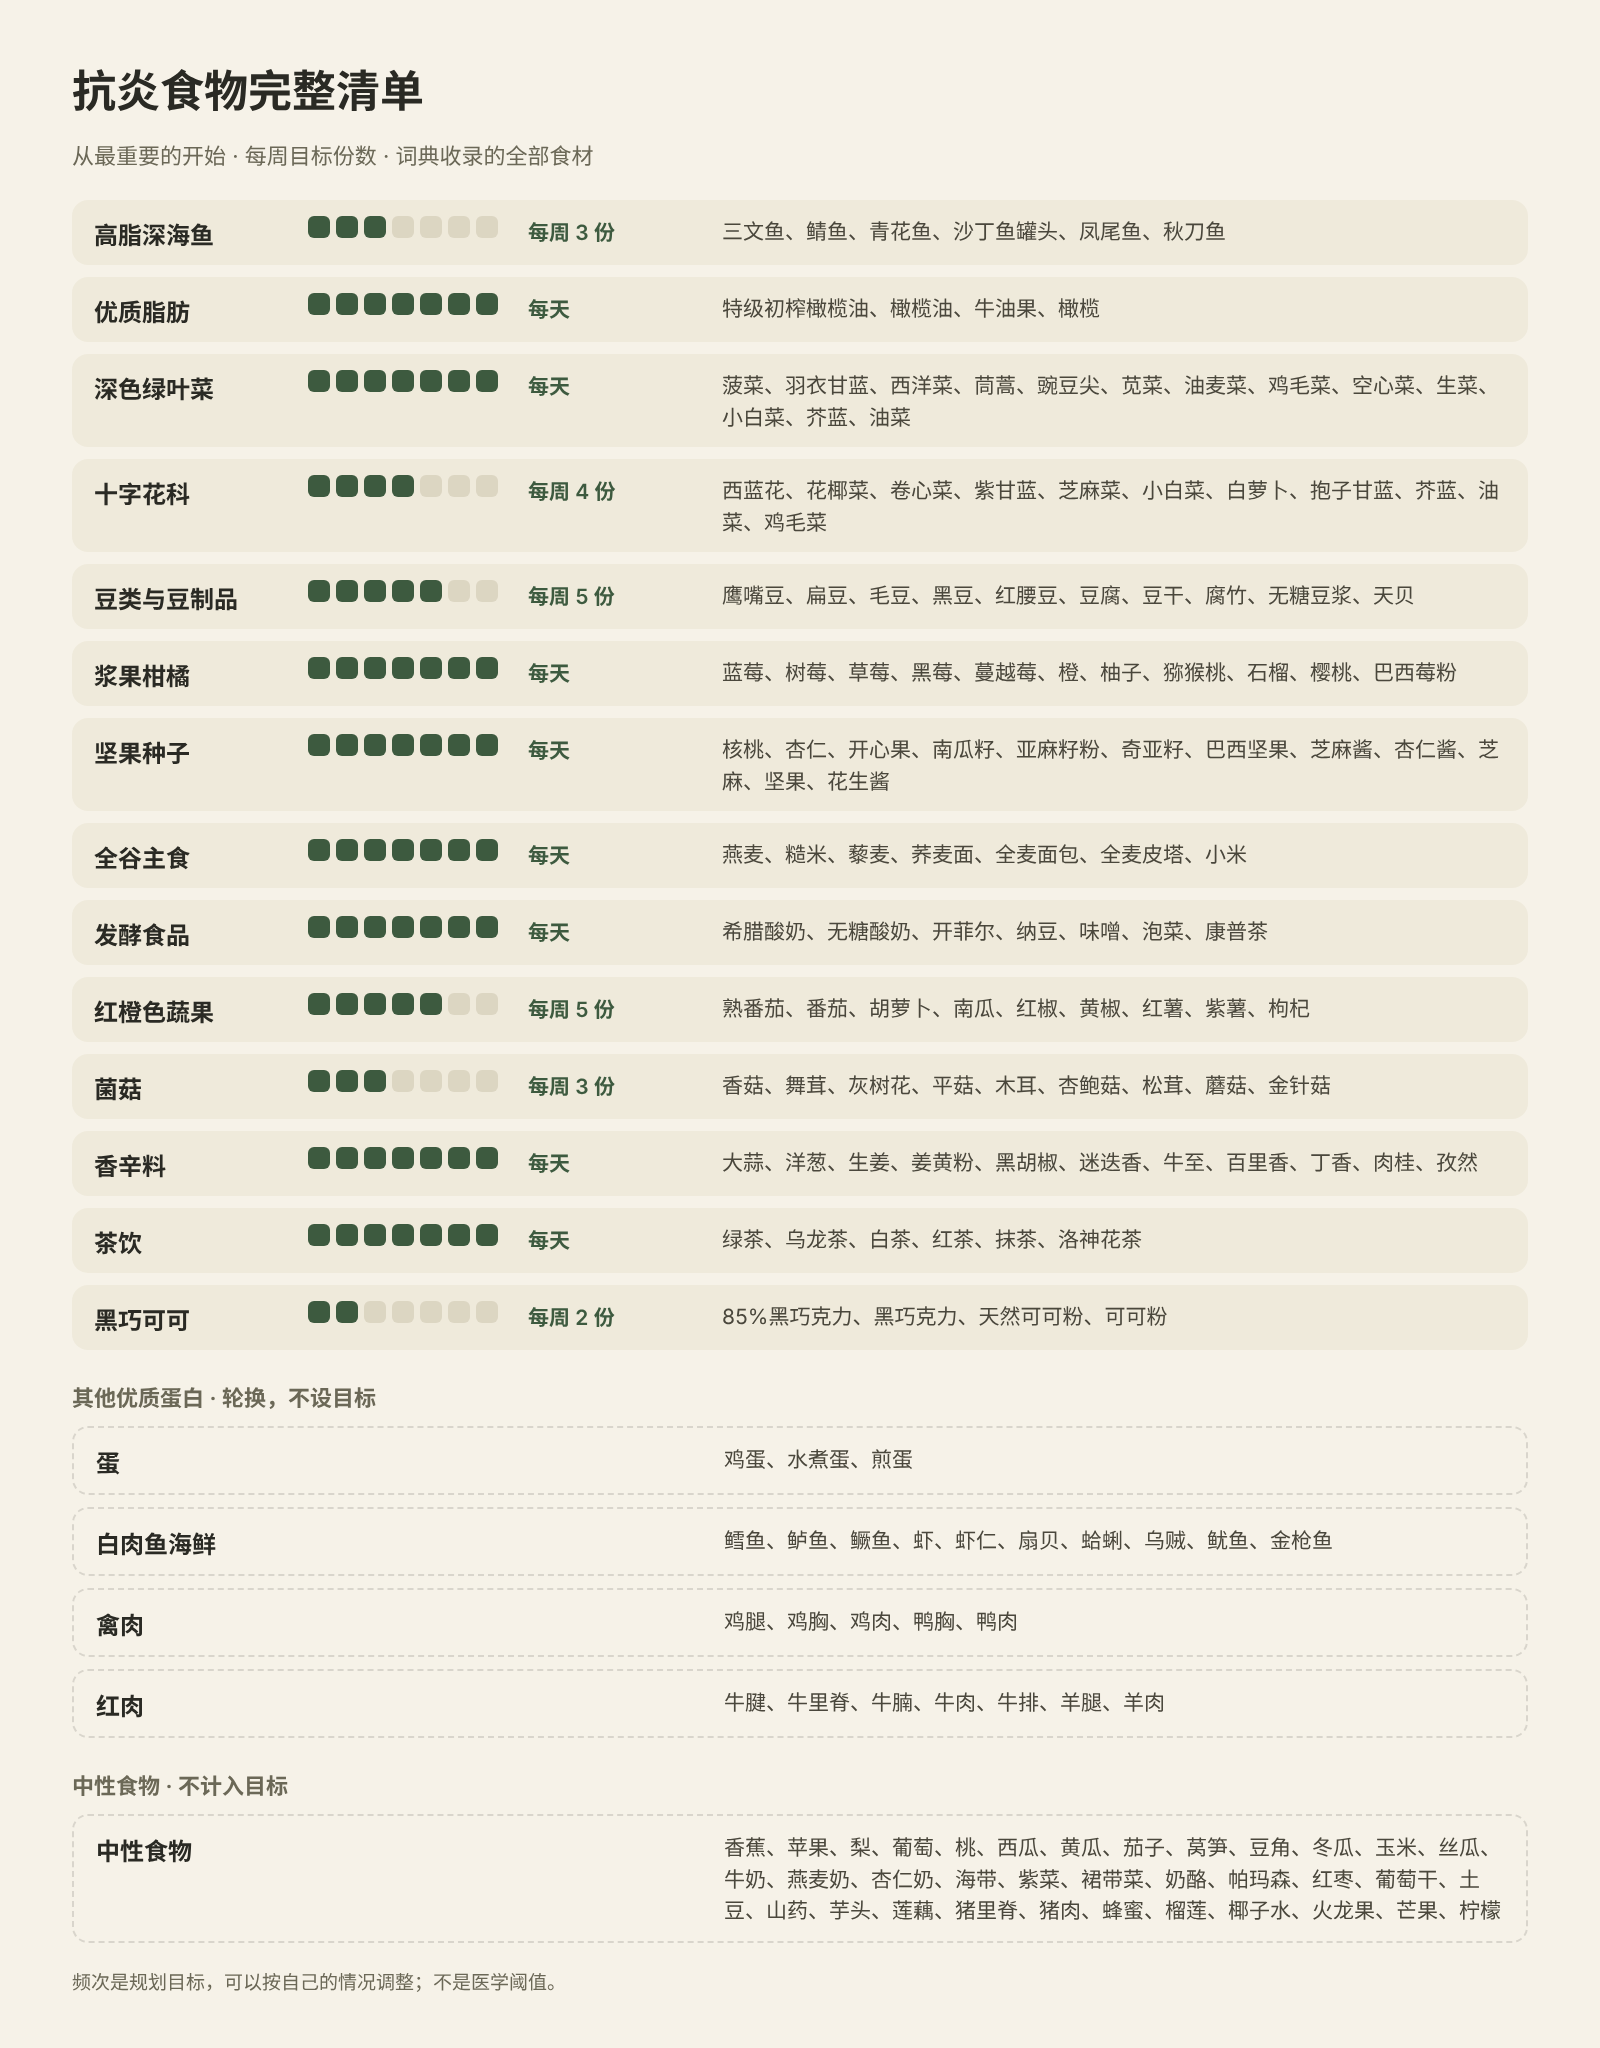 抗炎食物完整清单
从最重要的开始 · 每周目标份数 · 词典收录的全部食材
高脂深海鱼 每周 3 份 三文鱼、鲭鱼、青花鱼、沙丁鱼罐头、凤尾鱼、秋刀鱼
优质脂肪 每天 特级初榨橄榄油、橄榄油、牛油果、橄榄
深色绿叶菜 每天 菠菜、羽衣甘蓝、西洋菜、茼蒿、豌豆尖、苋菜、油麦菜、鸡毛菜、空心菜、生菜、
小白菜、芥蓝、油菜
十字花科 每周 4 份 西蓝花、花椰菜、卷心菜、紫甘蓝、芝麻菜、小白菜、白萝卜、抱子甘蓝、芥蓝、油
菜、鸡毛菜
豆类与豆制品 每周 5 份 鹰嘴豆、扁豆、毛豆、黑豆、红腰豆、豆腐、豆干、腐竹、无糖豆浆、天贝
浆果柑橘 每天 蓝莓、树莓、草莓、黑莓、蔓越莓、橙、柚子、猕猴桃、石榴、樱桃、巴西莓粉
坚果种子 每天 核桃、杏仁、开心果、南瓜籽、亚麻籽粉、奇亚籽、巴西坚果、芝麻酱、杏仁酱、芝
麻、坚果、花生酱
全谷主食 每天 燕麦、糙米、藜麦、荞麦面、全麦面包、全麦皮塔、小米
发酵食品 每天 希腊酸奶、无糖酸奶、开菲尔、纳豆、味噌、泡菜、康普茶
红橙色蔬果 每周 5 份 熟番茄、番茄、胡萝卜、南瓜、红椒、黄椒、红薯、紫薯、枸杞
菌菇 每周 3 份 香菇、舞茸、灰树花、平菇、木耳、杏鲍菇、松茸、蘑菇、金针菇
香辛料 每天 大蒜、洋葱、生姜、姜黄粉、黑胡椒、迷迭香、牛至、百里香、丁香、肉桂、孜然
茶饮 每天 绿茶、乌龙茶、白茶、红茶、抹茶、洛神花茶
黑巧可可 每周 2 份 85%黑巧克力、黑巧克力、天然可可粉、可可粉
其他优质蛋白 · 轮换，不设目标
蛋 鸡蛋、水煮蛋、煎蛋
白肉鱼海鲜 鳕鱼、鲈鱼、鳜鱼、虾、虾仁、扇贝、蛤蜊、乌贼、鱿鱼、金枪鱼
禽肉 鸡腿、鸡胸、鸡肉、鸭胸、鸭肉
红肉 牛腱、牛里脊、牛腩、牛肉、牛排、羊腿、羊肉
中性食物 · 不计入目标
中性食物 香蕉、苹果、梨、葡萄、桃、西瓜、黄瓜、茄子、莴笋、豆角、冬瓜、玉米、丝瓜、
牛奶、燕麦奶、杏仁奶、海带、紫菜、裙带菜、奶酪、帕玛森、红枣、葡萄干、土
豆、山药、芋头、莲藕、猪里脊、猪肉、蜂蜜、榴莲、椰子水、火龙果、芒果、柠檬
频次是规划目标，可以按自己的情况调整；不是医学阈值。